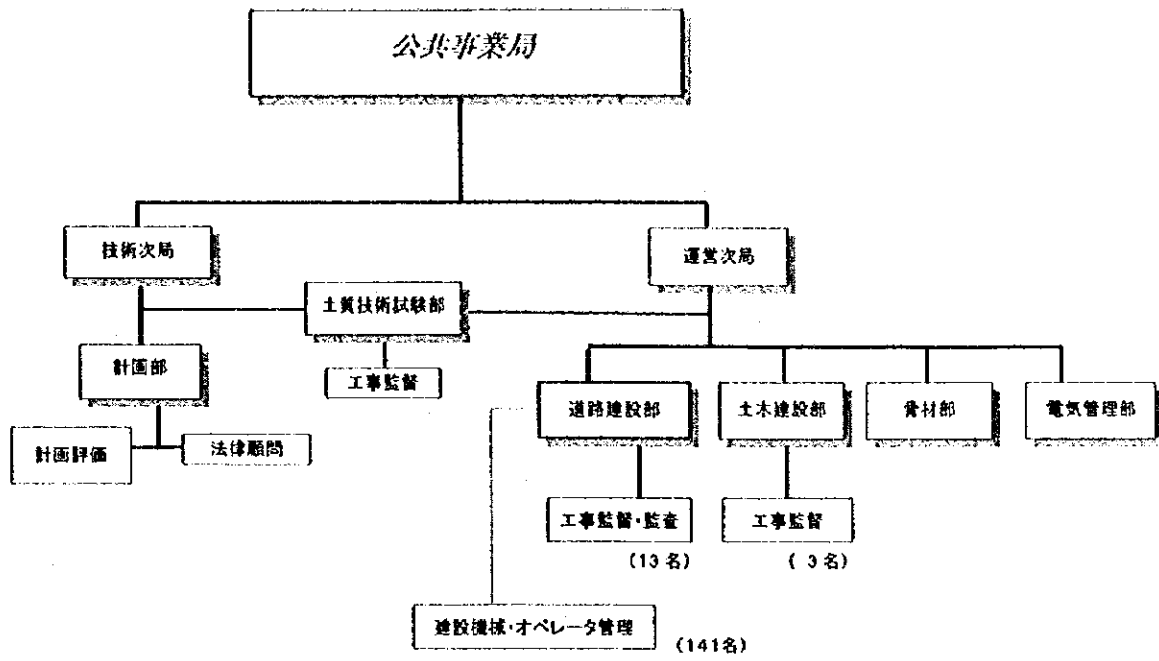 公共事業局
技術次局
運営次局
土質技術試験部
計画部
工事監督
道路建設部
土木建設部
骨材部
電気管理部
計画評価
法律顧問
工事監督・監査
工事監督
(13名)
( 3名)
建設機械・オペレータ管理
(141名)